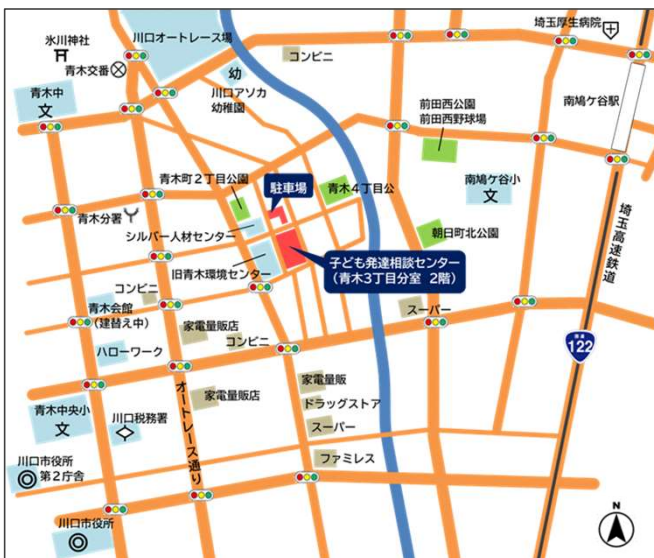 氷川神社
川口オートレース場
埼玉厚生病院
青木交番
幼
コンビニ
青木中
文
川口アソカ
幼稚園
前田西公園
前田西野球場
南鳩ケ谷駅
青木町２丁目公園
駐車場
青木４丁目公
南鳩ケ谷小
文
青木分署
シルバー人材センター
朝日町北公園
埼玉高速鉄道
旧青木環境センター
子ども発達相談センター
（青木３丁目分室 2階）
コンビニ
青木会館
（建替え中）
家電量販店
コンビニ
スーパー
国道
122
ハローワーク
家電量販店
家電量販
ドラッグストア
スーパー
ファミレス
青木中央小
文
川口税務署
オートレース通り
川口市役所
第２庁舎
川口市役所
N